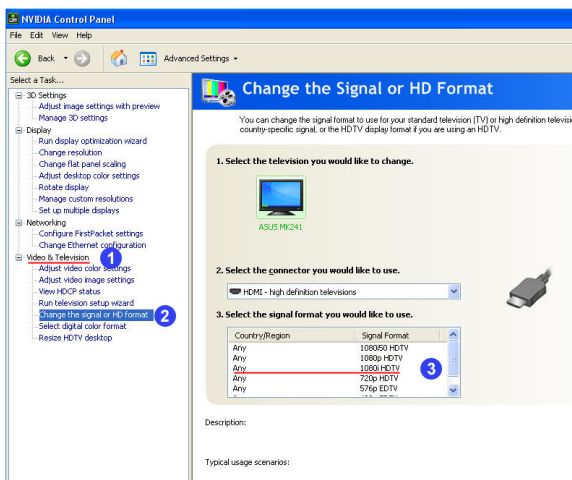 NVIDIA Control Panel
File Edit View Help
Back Advanced Settings
Select a Task...
3D Settings
Adjust image settings with preview
Manage 3D settings
Display
Run display optimization wizard
Change resolution
Change flat panel scaling
Adjust desktop color settings
Rotate display
Manage custom resolutions
Set up multiple displays
Networking
Configure FirstPacket settings
Change Ethernet configuration
Video & Television
1
Adjust video color settings
Adjust video image settings
View HDCP status
Run television setup wizard
Change the signal or HD format
2
Select digital color format
Resize HDTV desktop
Change the Signal or HD Format
You can change the signal format to use for your standard television (TV) or high definition
country-specific signal, or the HDTV display format if you are using an HDTV.
1. Select the television you would like to change.
ASUS MK241
2. Select the connector you would like to use.
HDMI - high definition televisions
3. Select the signal format you would like to use.
Country/Region Signal Format
Any 1080i50 HDTV
Any 1080p HDTV
Any 1080i HDTV
3
Any 720p HDTV
Any 576p EDTV
Description:
Typical usage scenarios: